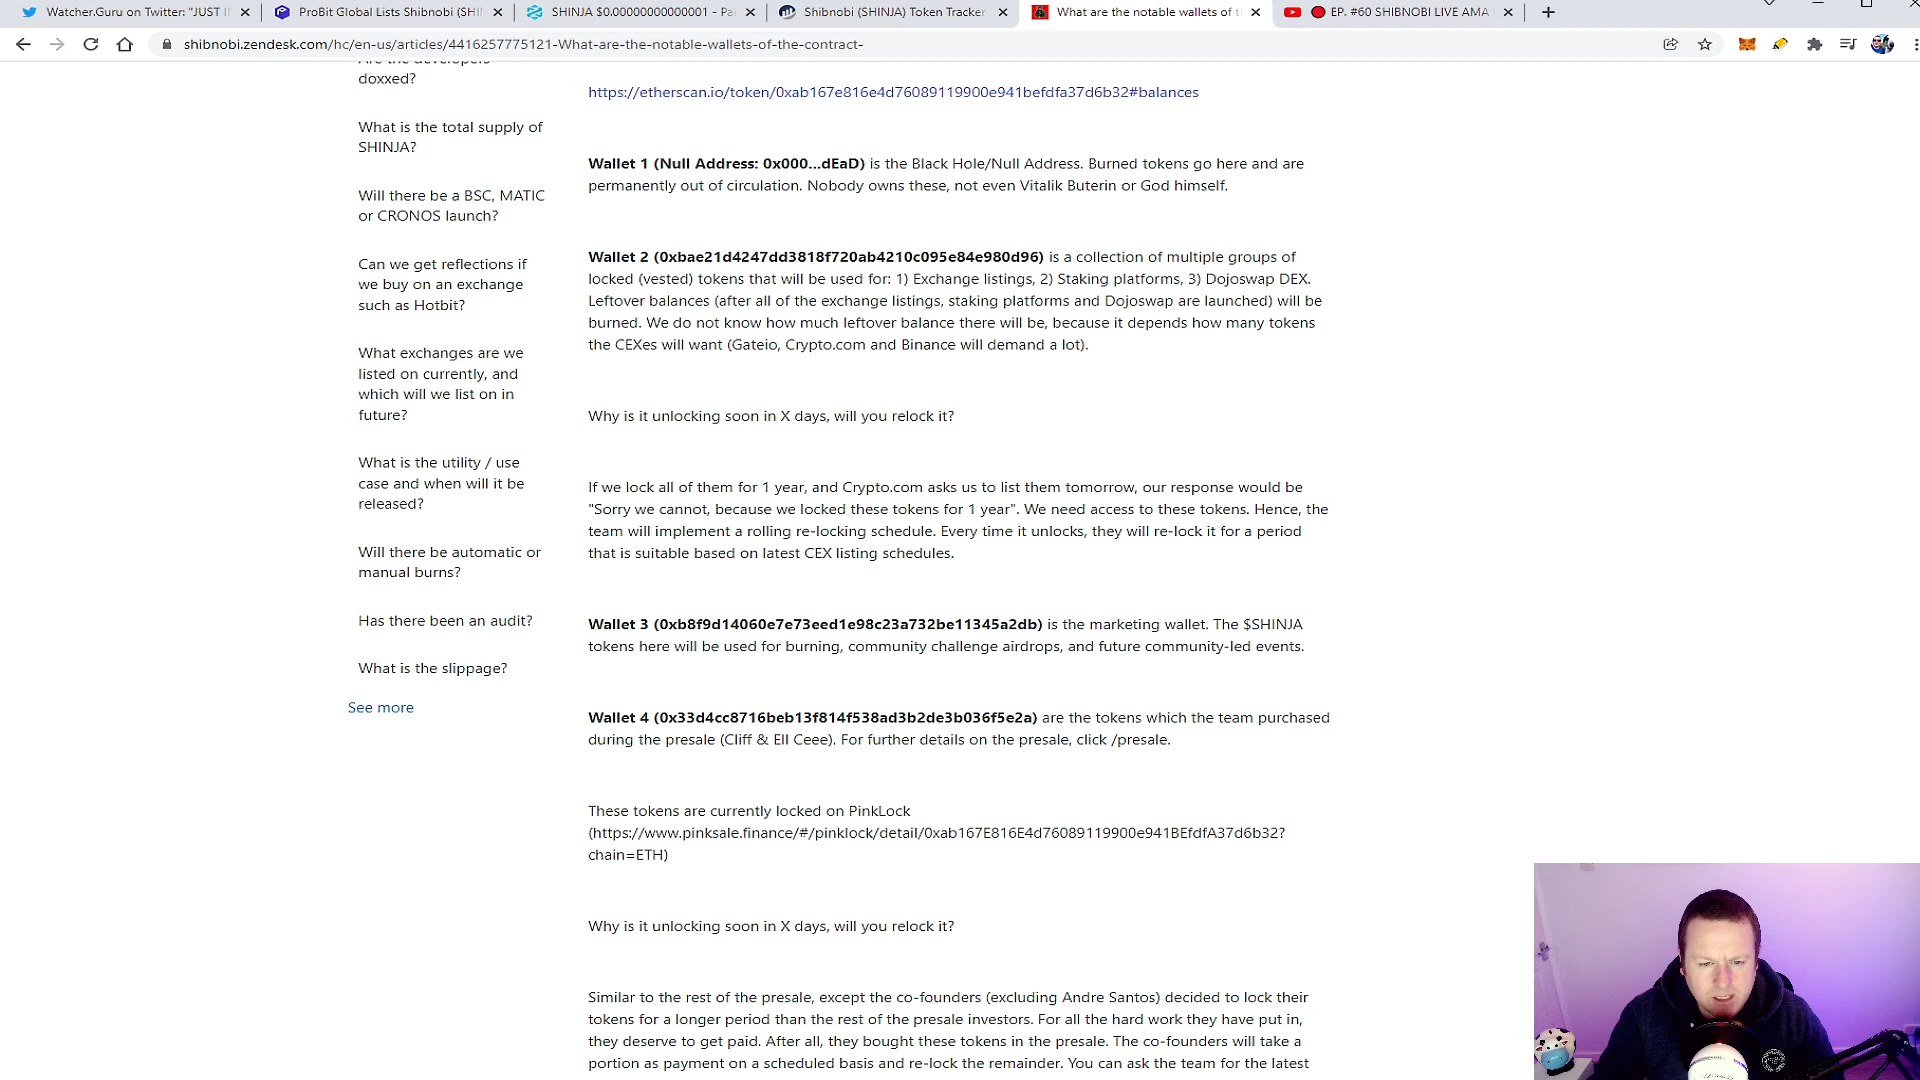 Watcher.Guru on Twitter: "JUST I
ProBit Global Lists Shibnobi (SHI
SHINJA $0.00000000000001 - Pa
Shibnobi (SHINJA) Token Tracker
What are the notable wallets of t
EP. #60 SHIBNOBI LIVE AMA
shibnobi.zendesk.com/hc/en-us/articles/4416257775121-What-are-the-notable-wallets-of-the-contract-
Are the developers
doxxed?
What is the total supply of
SHINJA?
Will there be a BSC, MATIC
or CRONOS launch?
Can we get reflections if
we buy on an exchange
such as Hotbit?
What exchanges are we
listed on currently, and
which will we list on in
future?
What is the utility / use
case and when will it be
released?
Will there be automatic or
manual burns?
Has there been an audit?
What is the slippage?
See more
https://etherscan.io/token/0xab167e816e4d76089119900e941befdfa37d6b32#balances
Wallet 1 (Null Address: 0x000...dEaD) is the Black Hole/Null Address. Burned tokens go here and are
permanently out of circulation. Nobody owns these, not even Vitalik Buterin or God himself.
Wallet 2 (0xbae21d4247dd3818f720ab4210c095e84e980d96) is a collection of multiple groups of
locked (vested) tokens that will be used for: 1) Exchange listings, 2) Staking platforms, 3) Dojoswap DEX.
Leftover balances (after all of the exchange listings, staking platforms and Dojoswap are launched) will be
burned. We do not know how much leftover balance there will be, because it depends how many tokens
the CEXes will want (Gateio, Crypto.com and Binance will demand a lot).
Why is it unlocking soon in X days, will you relock it?
If we lock all of them for 1 year, and Crypto.com asks us to list them tomorrow, our response would be
"Sorry we cannot, because we locked these tokens for 1 year". We need access to these tokens. Hence, the
team will implement a rolling re-locking schedule. Every time it unlocks, they will re-lock it for a period
that is suitable based on latest CEX listing schedules.
Wallet 3 (0xb8f9d14060e7e73eed1e98c23a732be11345a2db) is the marketing wallet. The $SHINJA
tokens here will be used for burning, community challenge airdrops, and future community-led events.
Wallet 4 (0x33d4cc8716beb13f814f538ad3b2de3b036f5e2a) are the tokens which the team purchased
during the presale (Cliff & Ell Ceee). For further details on the presale, click /presale.
These tokens are currently locked on PinkLock
(https://www.pinksale.finance/#/pinklock/detail/0xab167E816E4d76089119900e941BEfdfA37d6b32?
chain=ETH)
Why is it unlocking soon in X days, will you relock it?
Similar to the rest of the presale, except the co-founders (excluding Andre Santos) decided to lock their
tokens for a longer period than the rest of the presale investors. For all the hard work they have put in,
they deserve to get paid. After all, they bought these tokens in the presale. The co-founders will take a
portion as payment on a scheduled basis and re-lock the remainder. You can ask the team for the latest